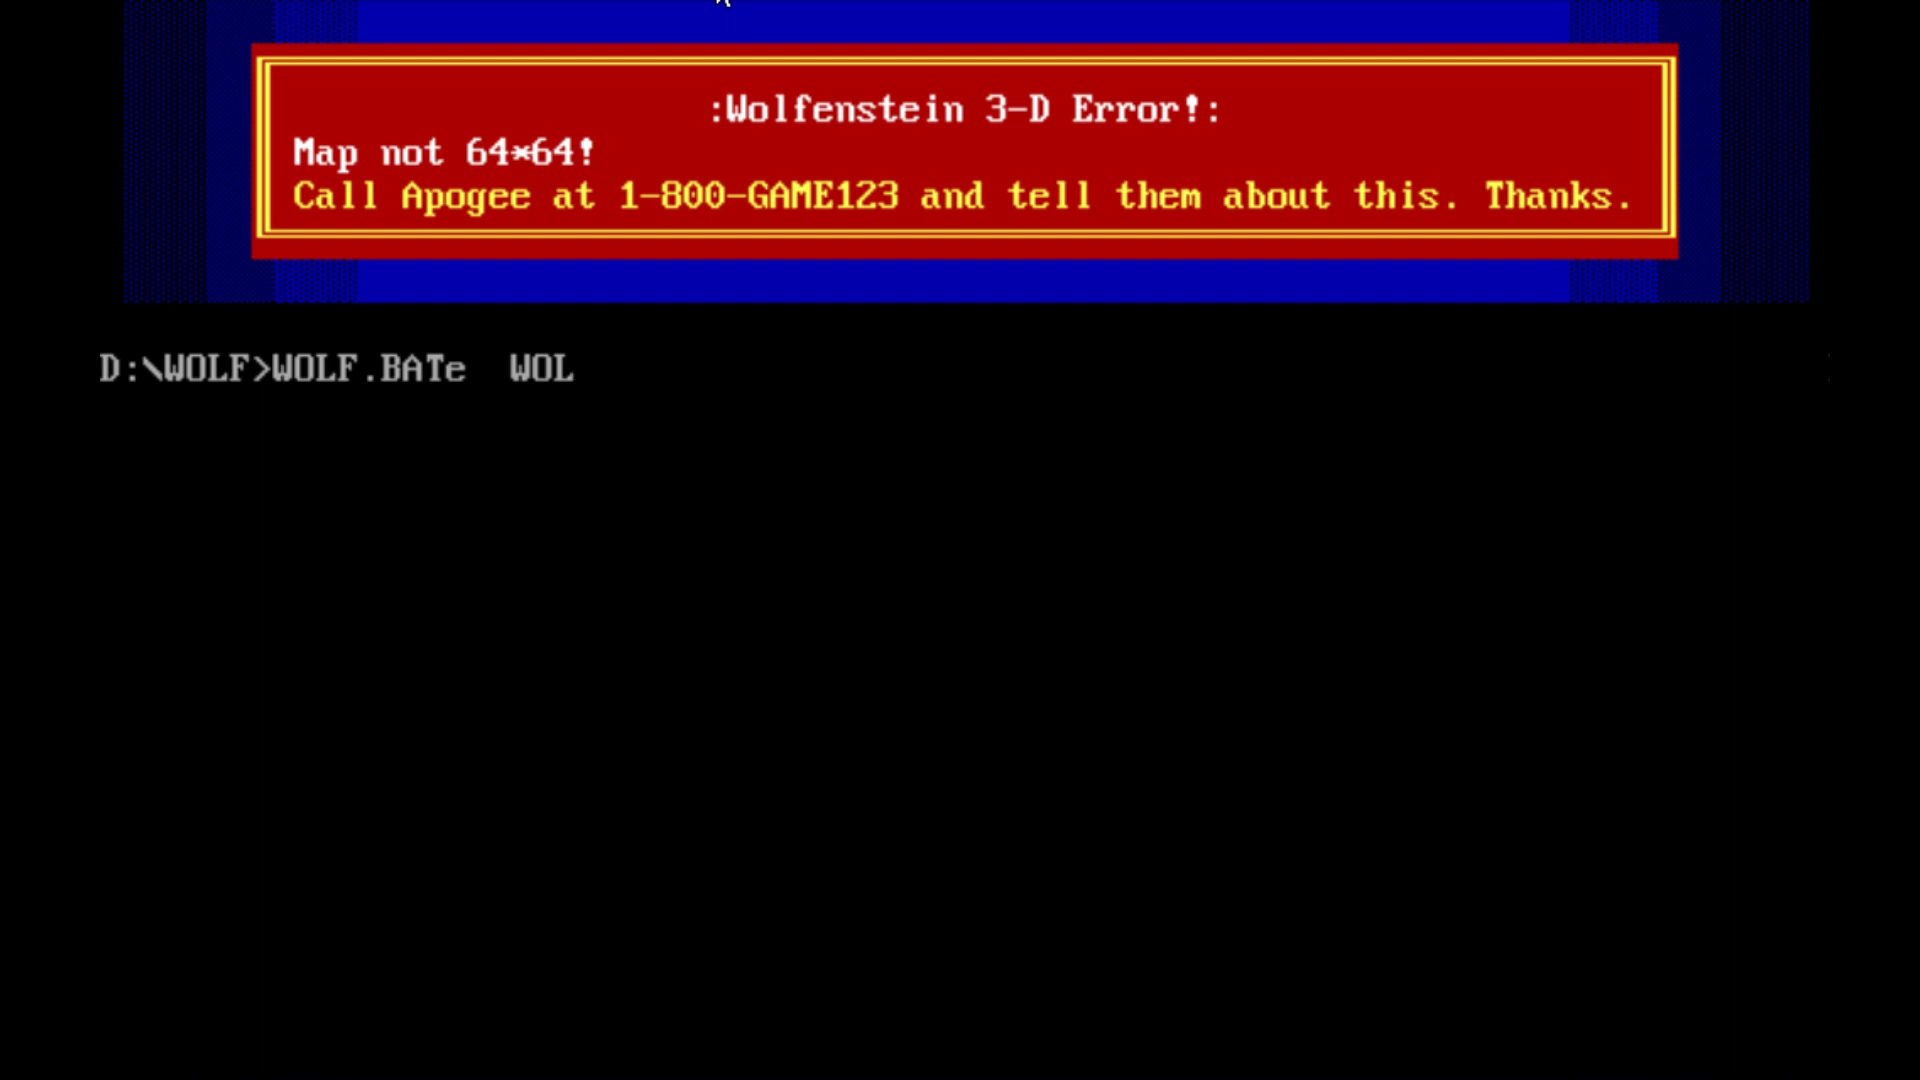 :Wolfenstein 3-D Error!:
Map not 64*64!
Call Apogee at 1-800-GAME123 and tell them about this. Thanks.
D:\WOLF>WOLF.BATe  WOL